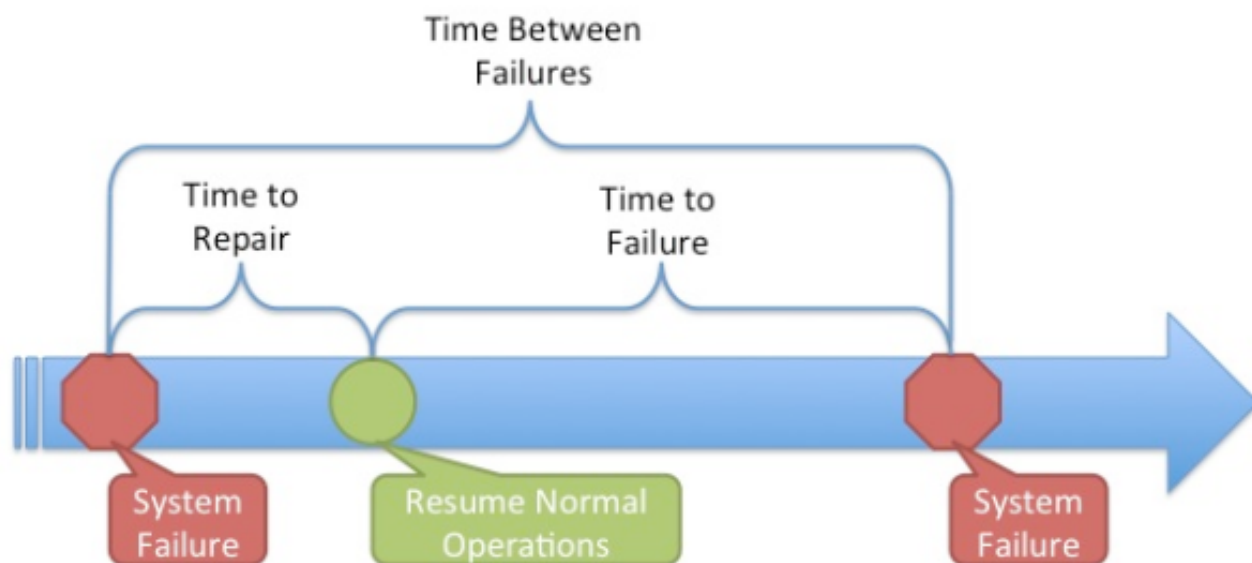 Time Between
Failures
Time to
Repair
Time to
Failure
System
Failure
Resume Normal
Operations
System
Failure